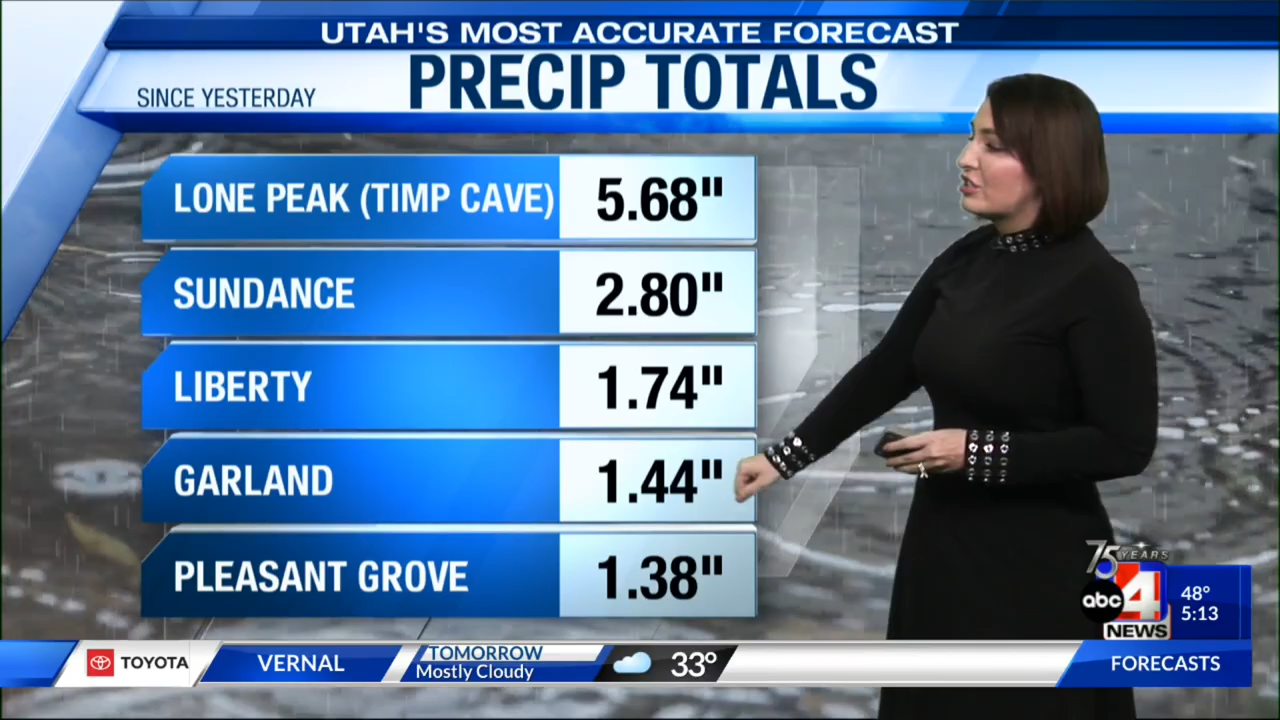 UTAH'S MOST ACCURATE FORECAST
SINCE YESTERDAY
PRECIP TOTALS
LONE PEAK (TIMP CAVE) 5.68"
SUNDANCE 2.80"
LIBERTY 1.74"
GARLAND 1.44"
PLEASANT GROVE 1.38"
75 YEARS
abc 4
NEWS
48°
5:13
TOYOTA
VERNAL
TOMORROW
Mostly Cloudy
33°
FORECASTS